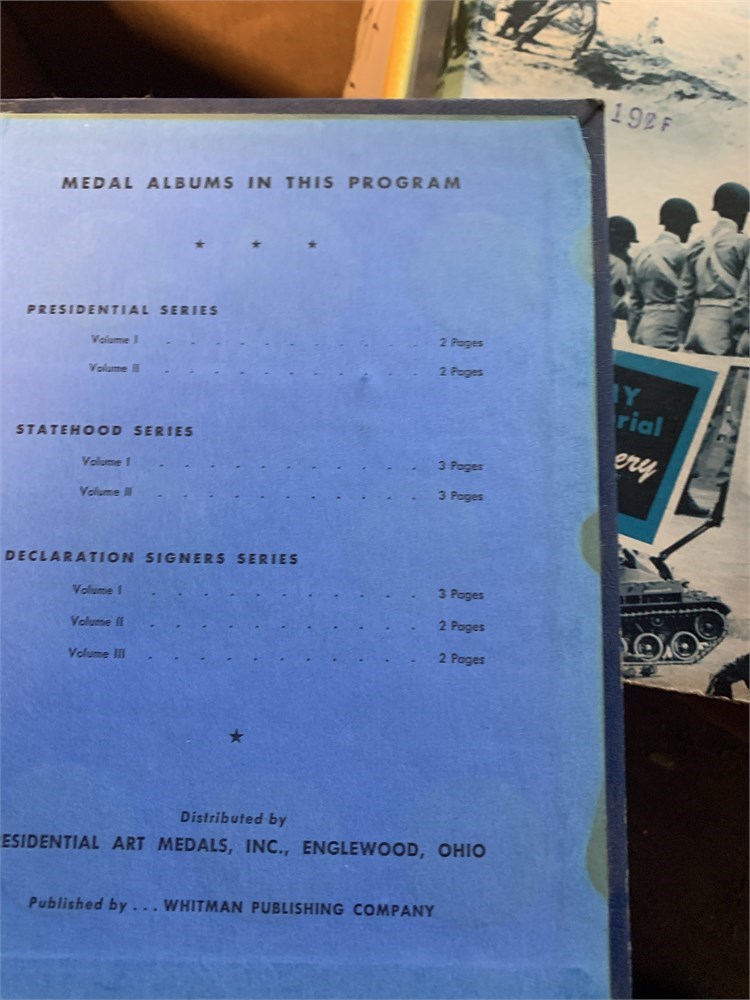 MEDAL ALBUMS IN THIS PROGRAM
★ ★ ★
PRESIDENTIAL SERIES
Volume I . . . . . . . . . . 2 Pages
Volume II . . . . . . . . . . 2 Pages
STATEHOOD SERIES
Volume I . . . . . . . . . . 3 Pages
Volume II . . . . . . . . . . 3 Pages
DECLARATION SIGNERS SERIES
Volume I . . . . . . . . . . . 3 Pages
Volume II . . . . . . . . . . . 2 Pages
Volume III . . . . . . . . . . . 2 Pages
★
Distributed by
ESIDENTIAL ART MEDALS, INC., ENGLEWOOD, OHIO
Published by . . . WHITMAN PUBLISHING COMPANY
Y
rial
ery